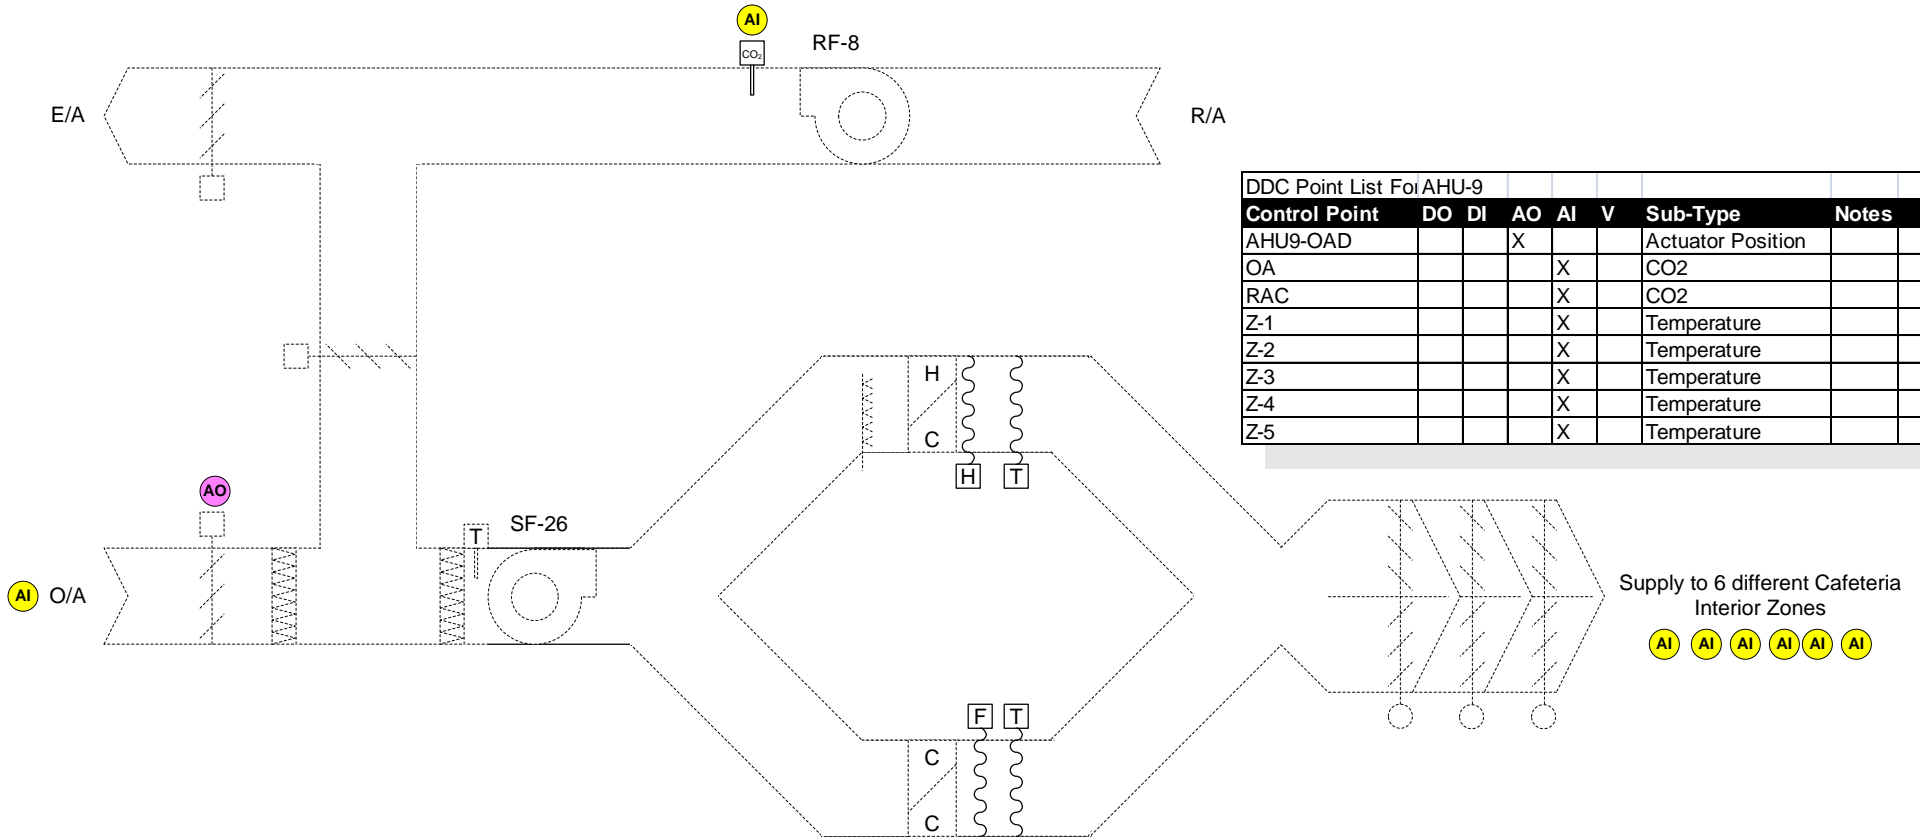 AI
CO₂
RF-8
E/A
R/A
DDC Point List For AHU-9
Control Point DO DI AO AI V Sub-Type Notes
AHU9-OAD X Actuator Position
OA X CO2
RAC X CO2
Z-1 X Temperature
Z-2 X Temperature
Z-3 X Temperature
Z-4 X Temperature
Z-5 X Temperature
H
C
H T
AO
T
SF-26
AI O/A
Supply to 6 different Cafeteria
Interior Zones
AI AI AI AI AI AI
F T
C
C